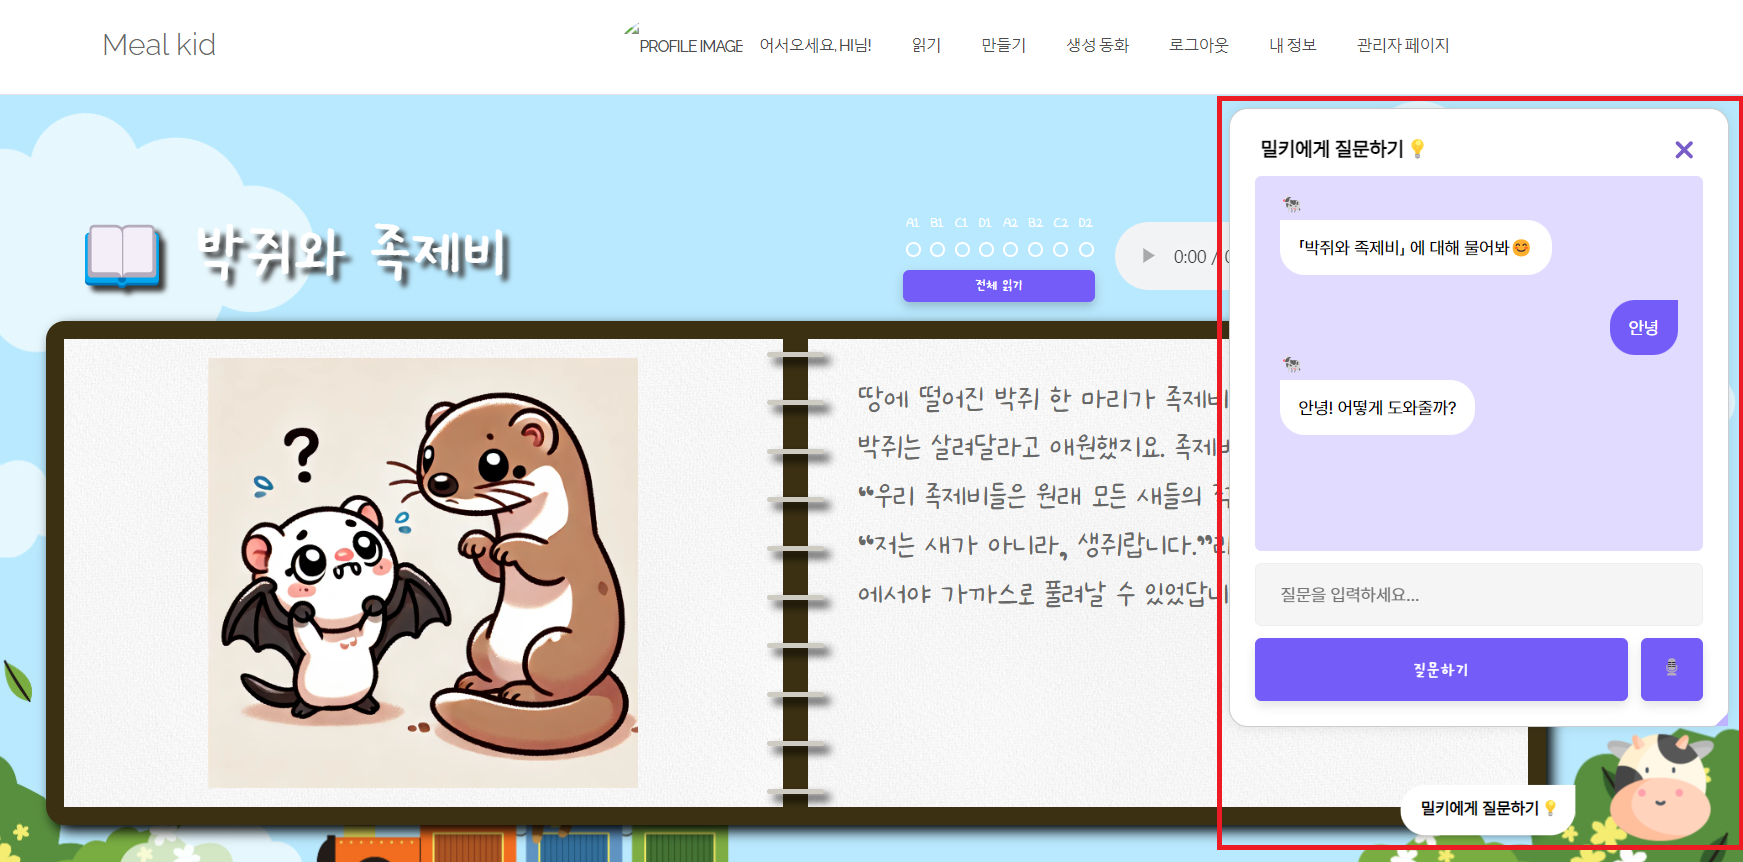 Meal kid
PROFILE IMAGE 어서오세요, HI님! 읽기 만들기 생성 동화 로그아웃 내 정보 관리자 페이지
박쥐와 족제비
A1 B1 C1 D1 A2 B2 C2 D2
전체 읽기
0:00 /
땅에 떨어진 박쥐 한 마리가 족제비
박쥐는 살려달라고 애원했지요.
“우리 족제비들은 원래 모든 새들의
“저는 새가 아니라, 생쥐랍니다.”
에서야 가까스로 풀려날 수 있었답니
?
밀키에게 질문하기 💡
「박쥐와 족제비」 에 대해 물어봐 😊
안녕
안녕! 어떻게 도와줄까?
질문을 입력하세요...
질문하기
밀키에게 질문하기 💡